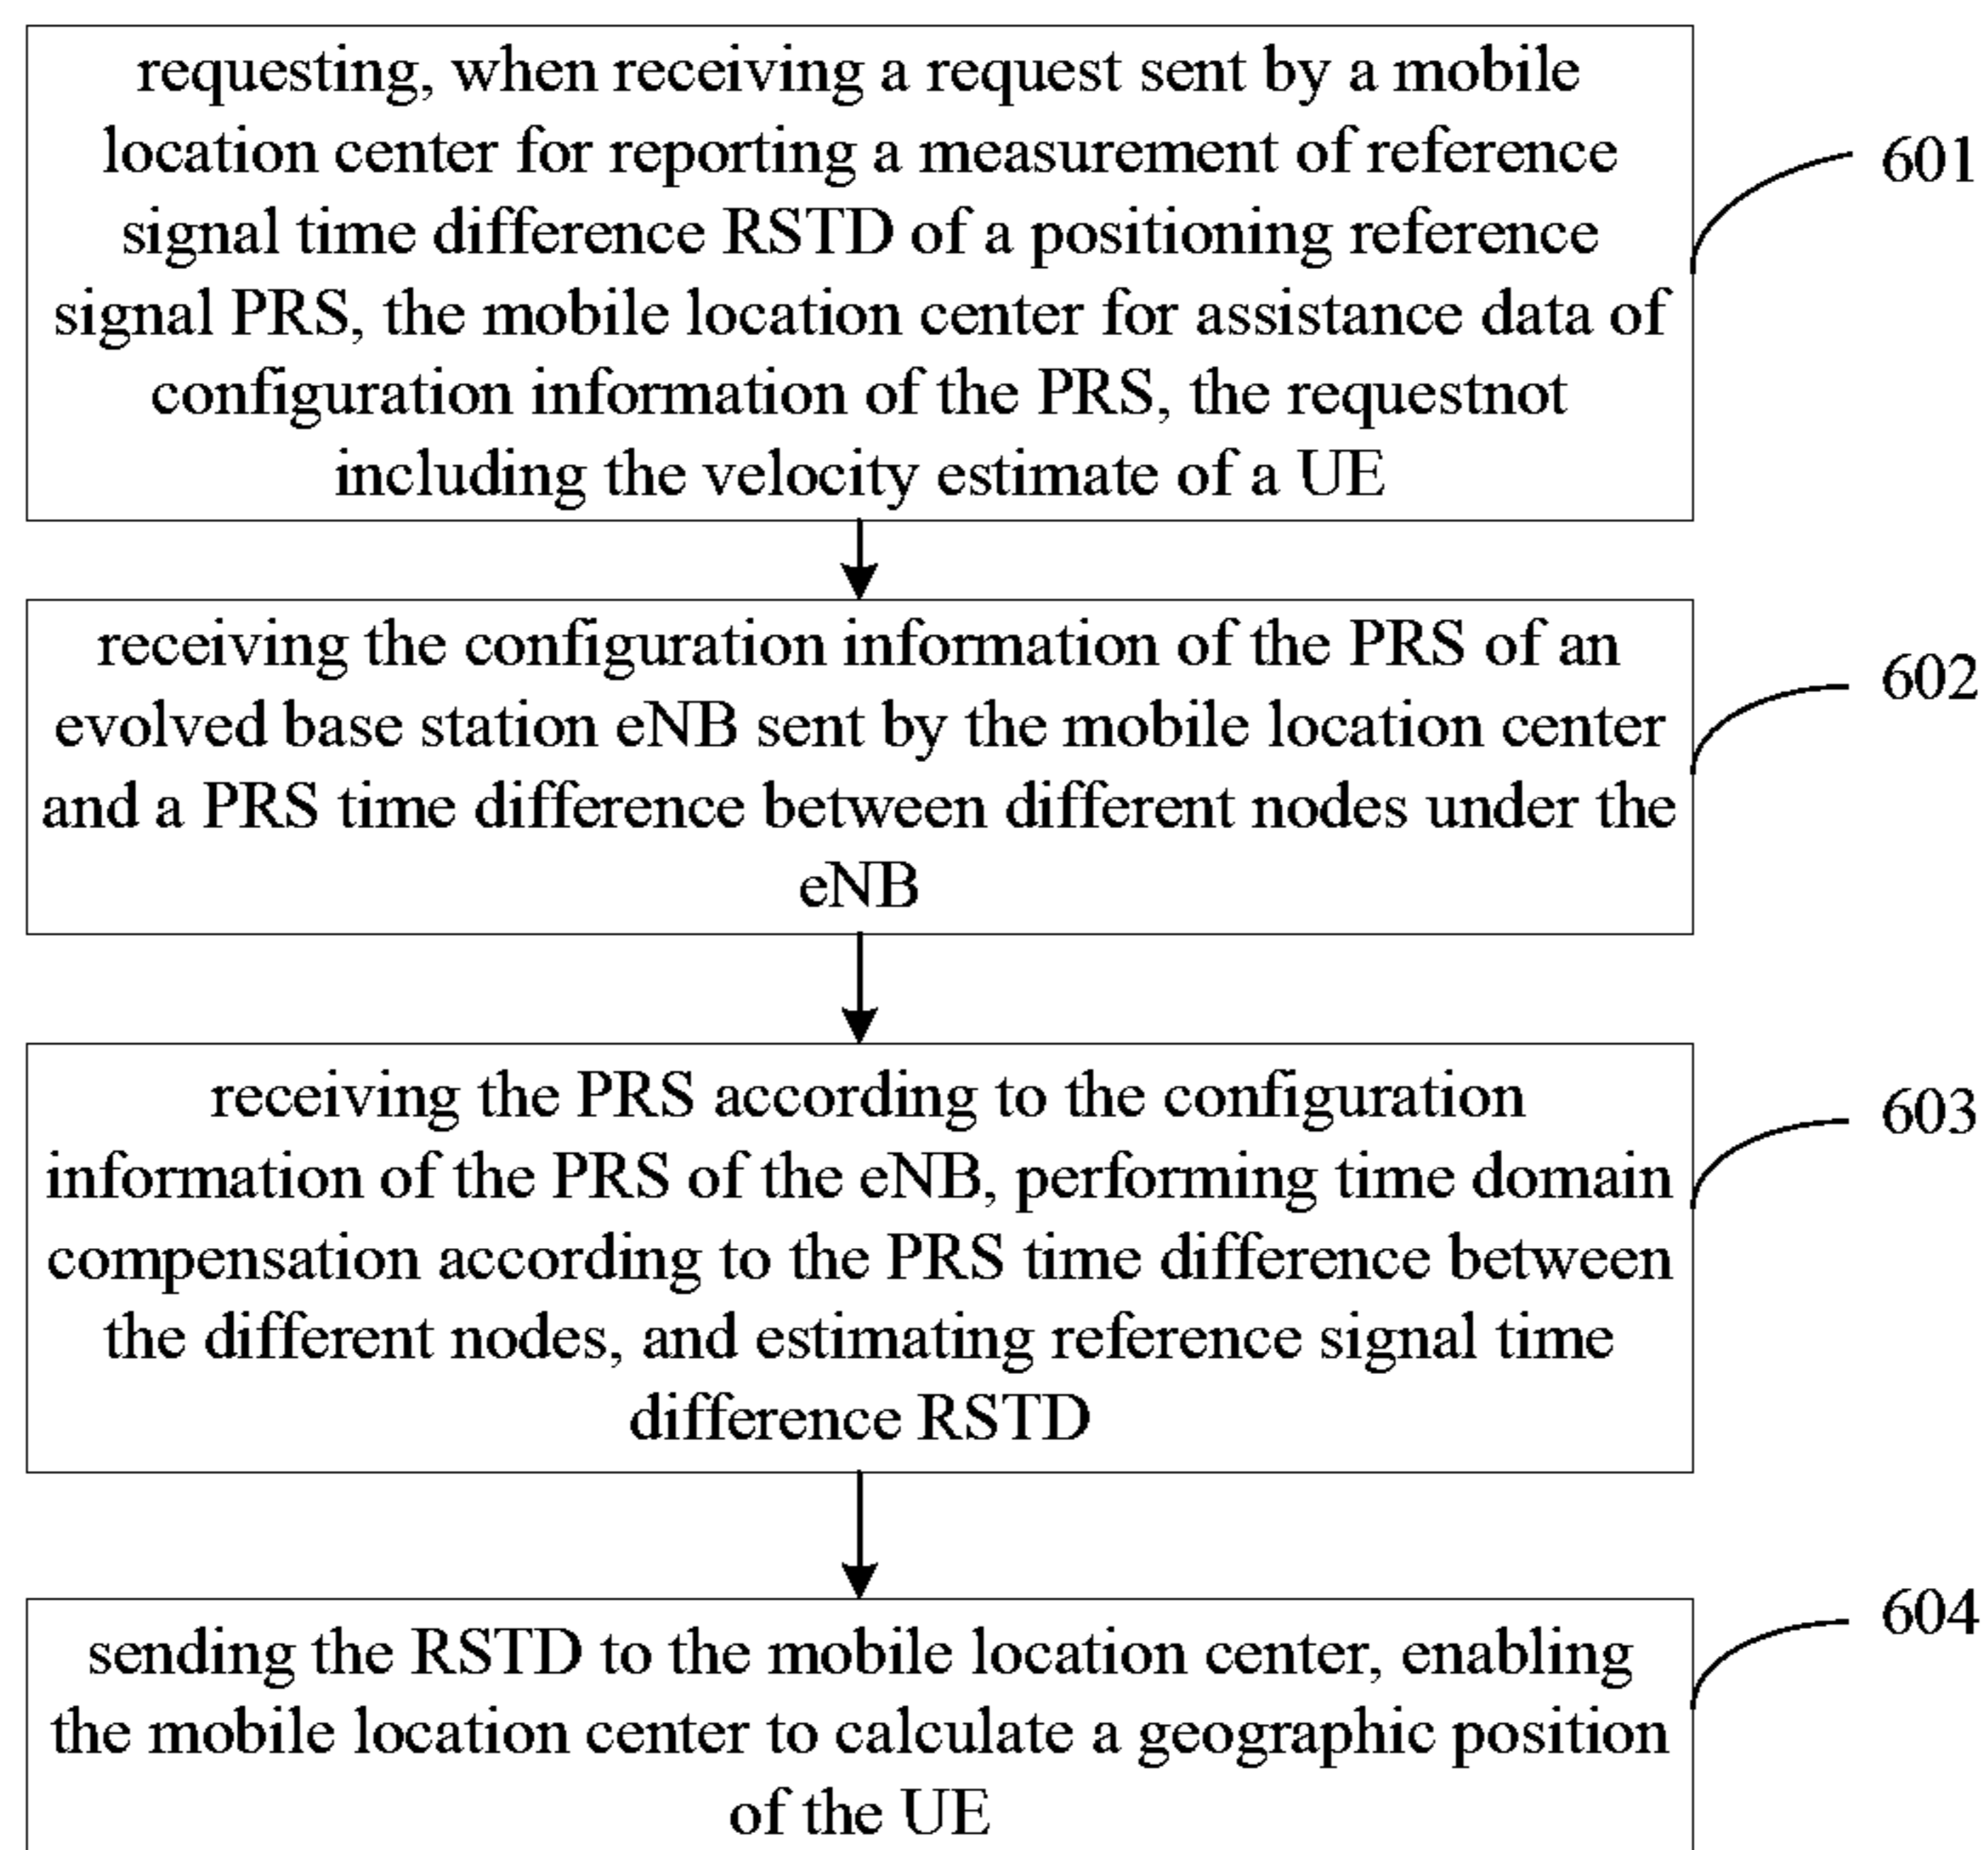 requesting, when receiving a request sent by a mobile
location center for reporting a measurement of reference
signal time difference RSTD of a positioning reference
signal PRS, the mobile location center for assistance data of
configuration information of the PRS, the requestnot
including the velocity estimate of a UE
601
receiving the configuration information of the PRS of an
evolved base station eNB sent by the mobile location center
and a PRS time difference between different nodes under the
eNB
602
receiving the PRS according to the configuration
information of the PRS of the eNB, performing time domain
compensation according to the PRS time difference between
the different nodes, and estimating reference signal time
difference RSTD
603
sending the RSTD to the mobile location center, enabling
the mobile location center to calculate a geographic position
of the UE
604